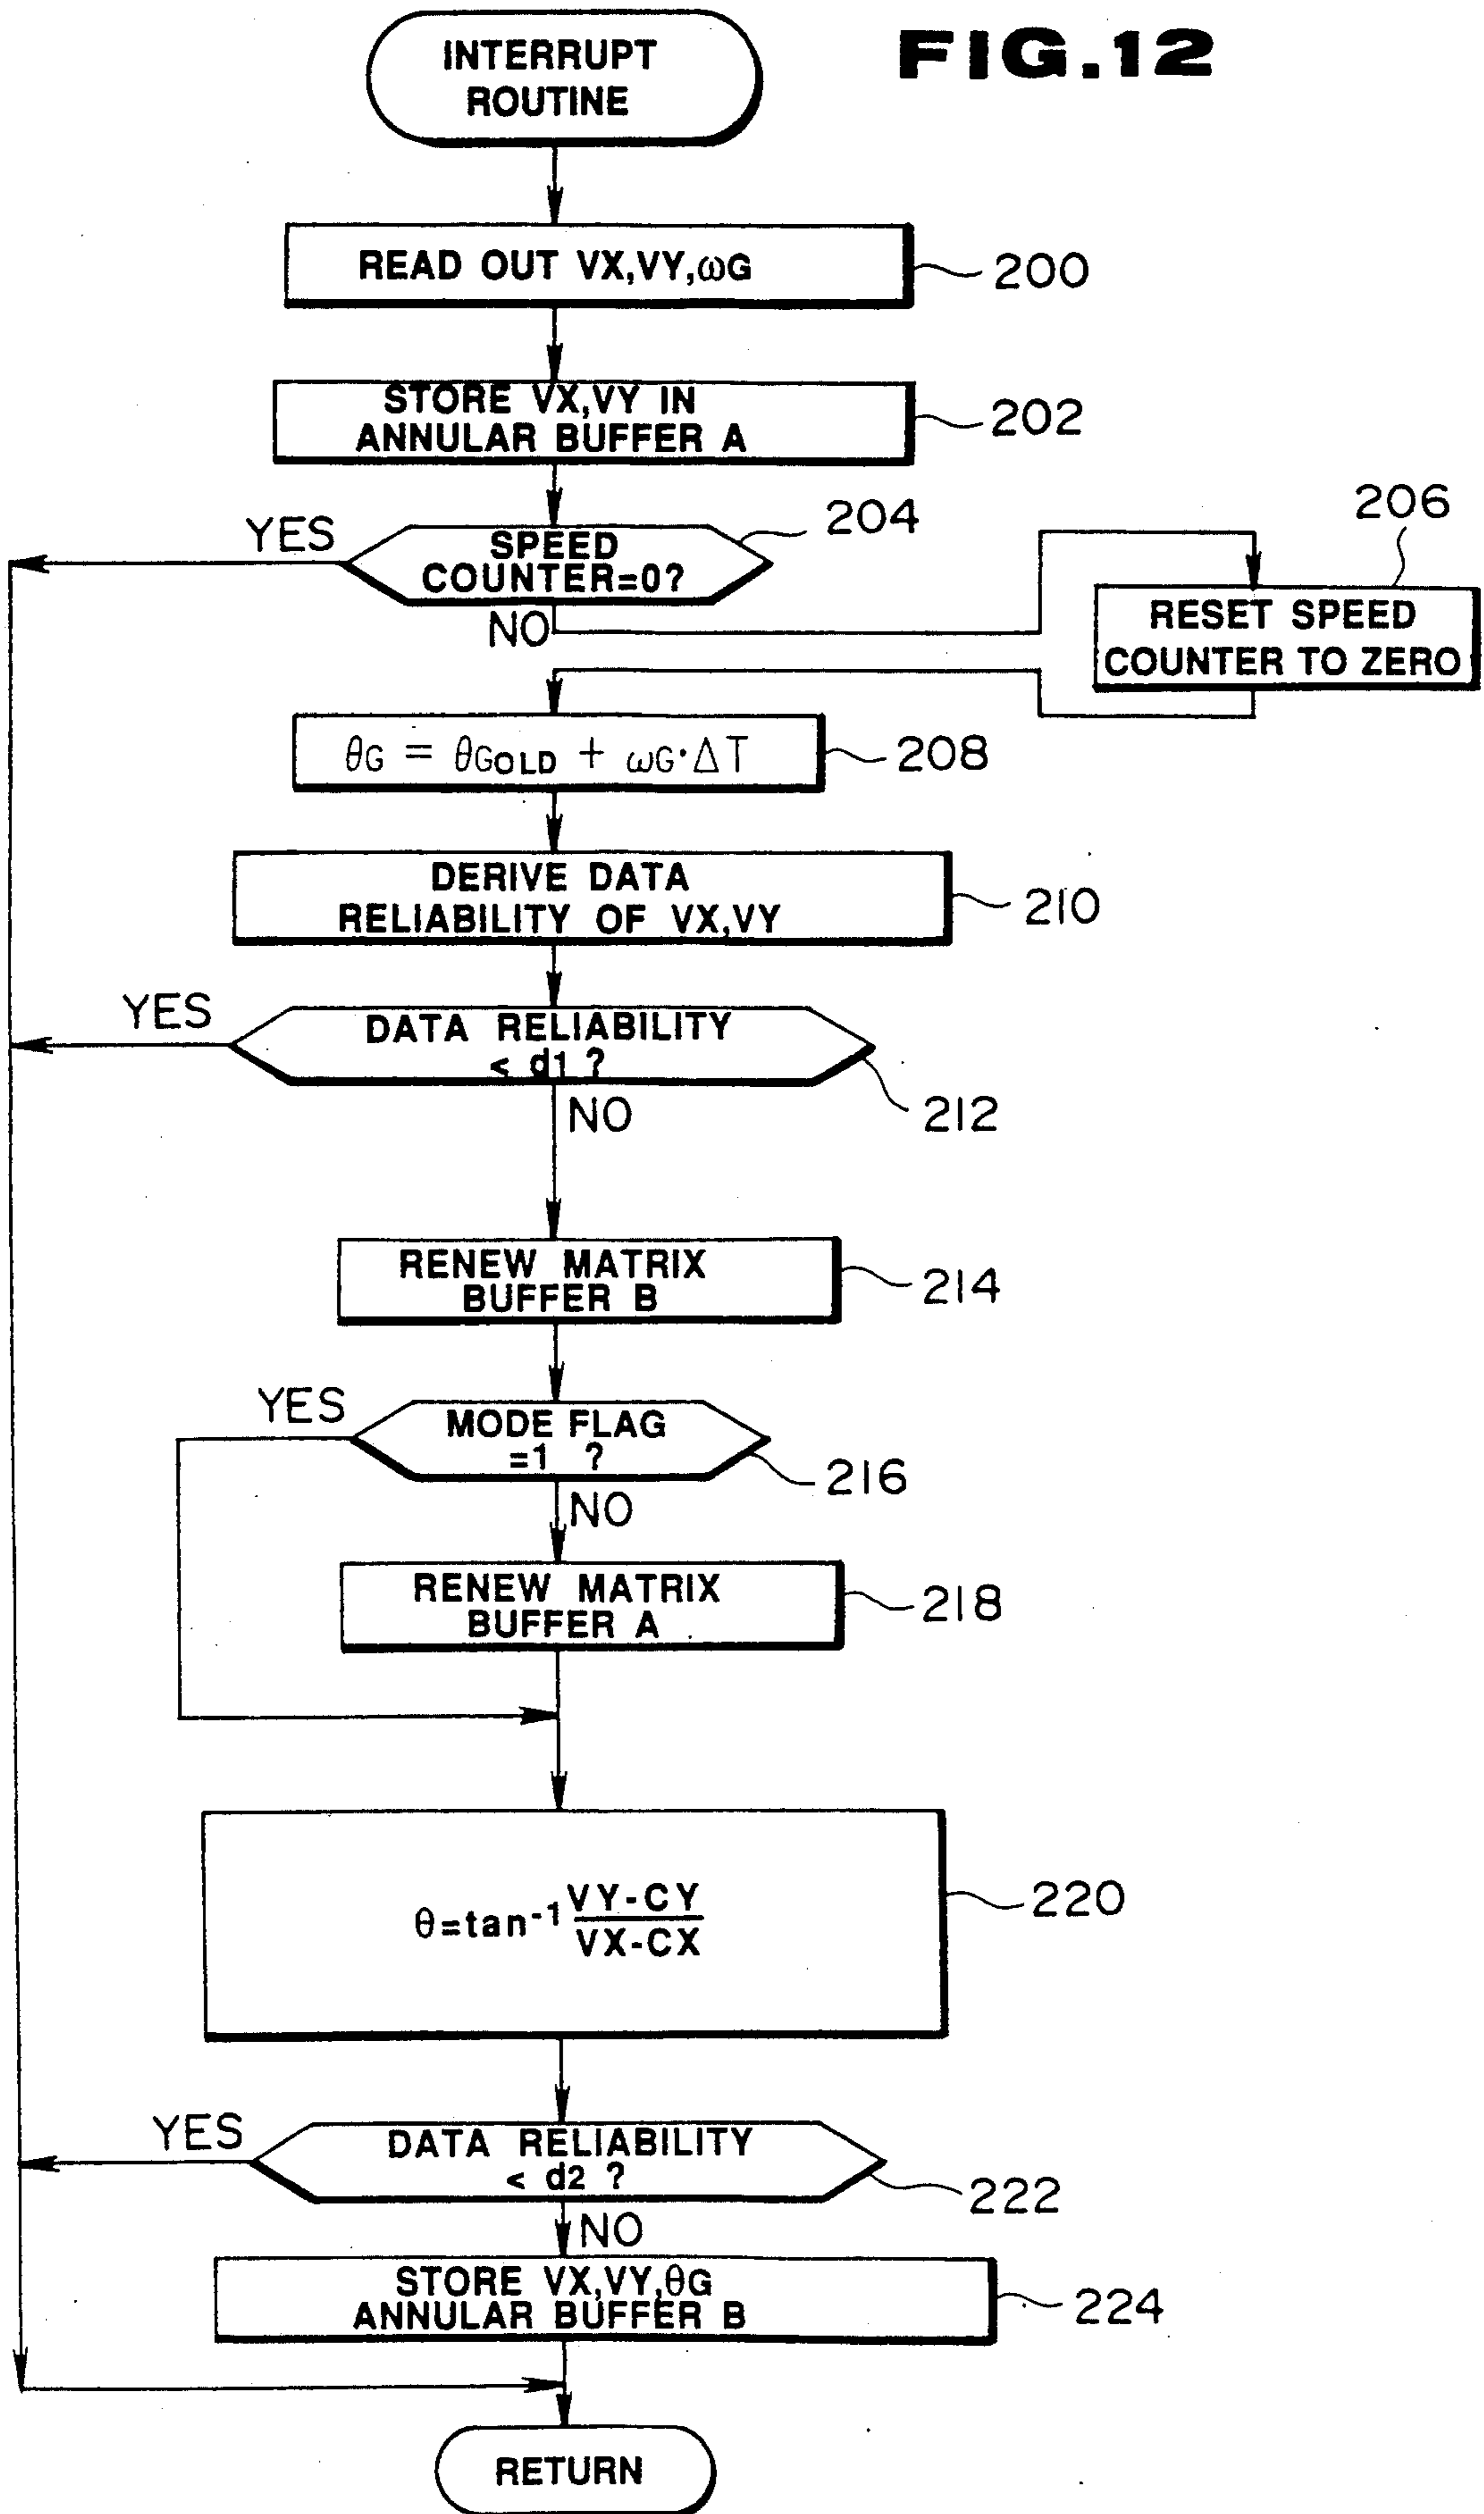 FIG.12
INTERRUPT
ROUTINE
READ OUT VX,VY,ωG
200
STORE VX,VY IN
ANNULAR BUFFER A
202
YES
SPEED
COUNTER=0?
204
NO
206
RESET SPEED
COUNTER TO ZERO
θG = θGOLD + ωG·ΔT
208
DERIVE DATA
RELIABILITY OF VX,VY
210
YES
DATA RELIABILITY
< d1 ?
212
NO
RENEW MATRIX
BUFFER B
214
YES
MODE FLAG
=1 ?
216
NO
RENEW MATRIX
BUFFER A
218
θ=tan⁻¹ VY-CY
VX-CX
220
YES
DATA RELIABILITY
< d2 ?
222
NO
STORE VX,VY,θG
ANNULAR BUFFER B
224
RETURN